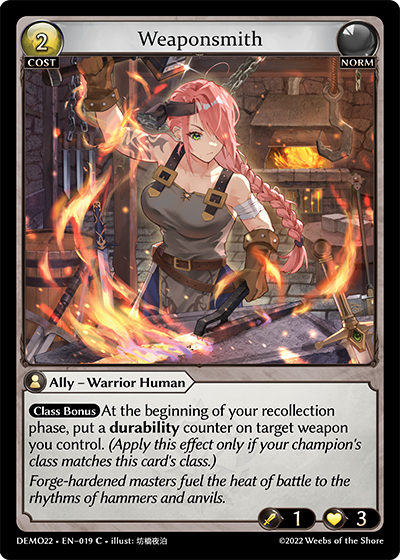 2
Weaponsmith
COST
NORM
Ally – Warrior Human
Class Bonus At the beginning of your recollection
phase, put a durability counter on target weapon
you control. (Apply this effect only if your champion's
class matches this card's class.)
Forge-hardened masters fuel the heat of battle to the
rhythms of hammers and anvils.
1
3
DEMO22 • EN–019 C • illust: 坊橋夜泊
©2022 Weebs of the Shore